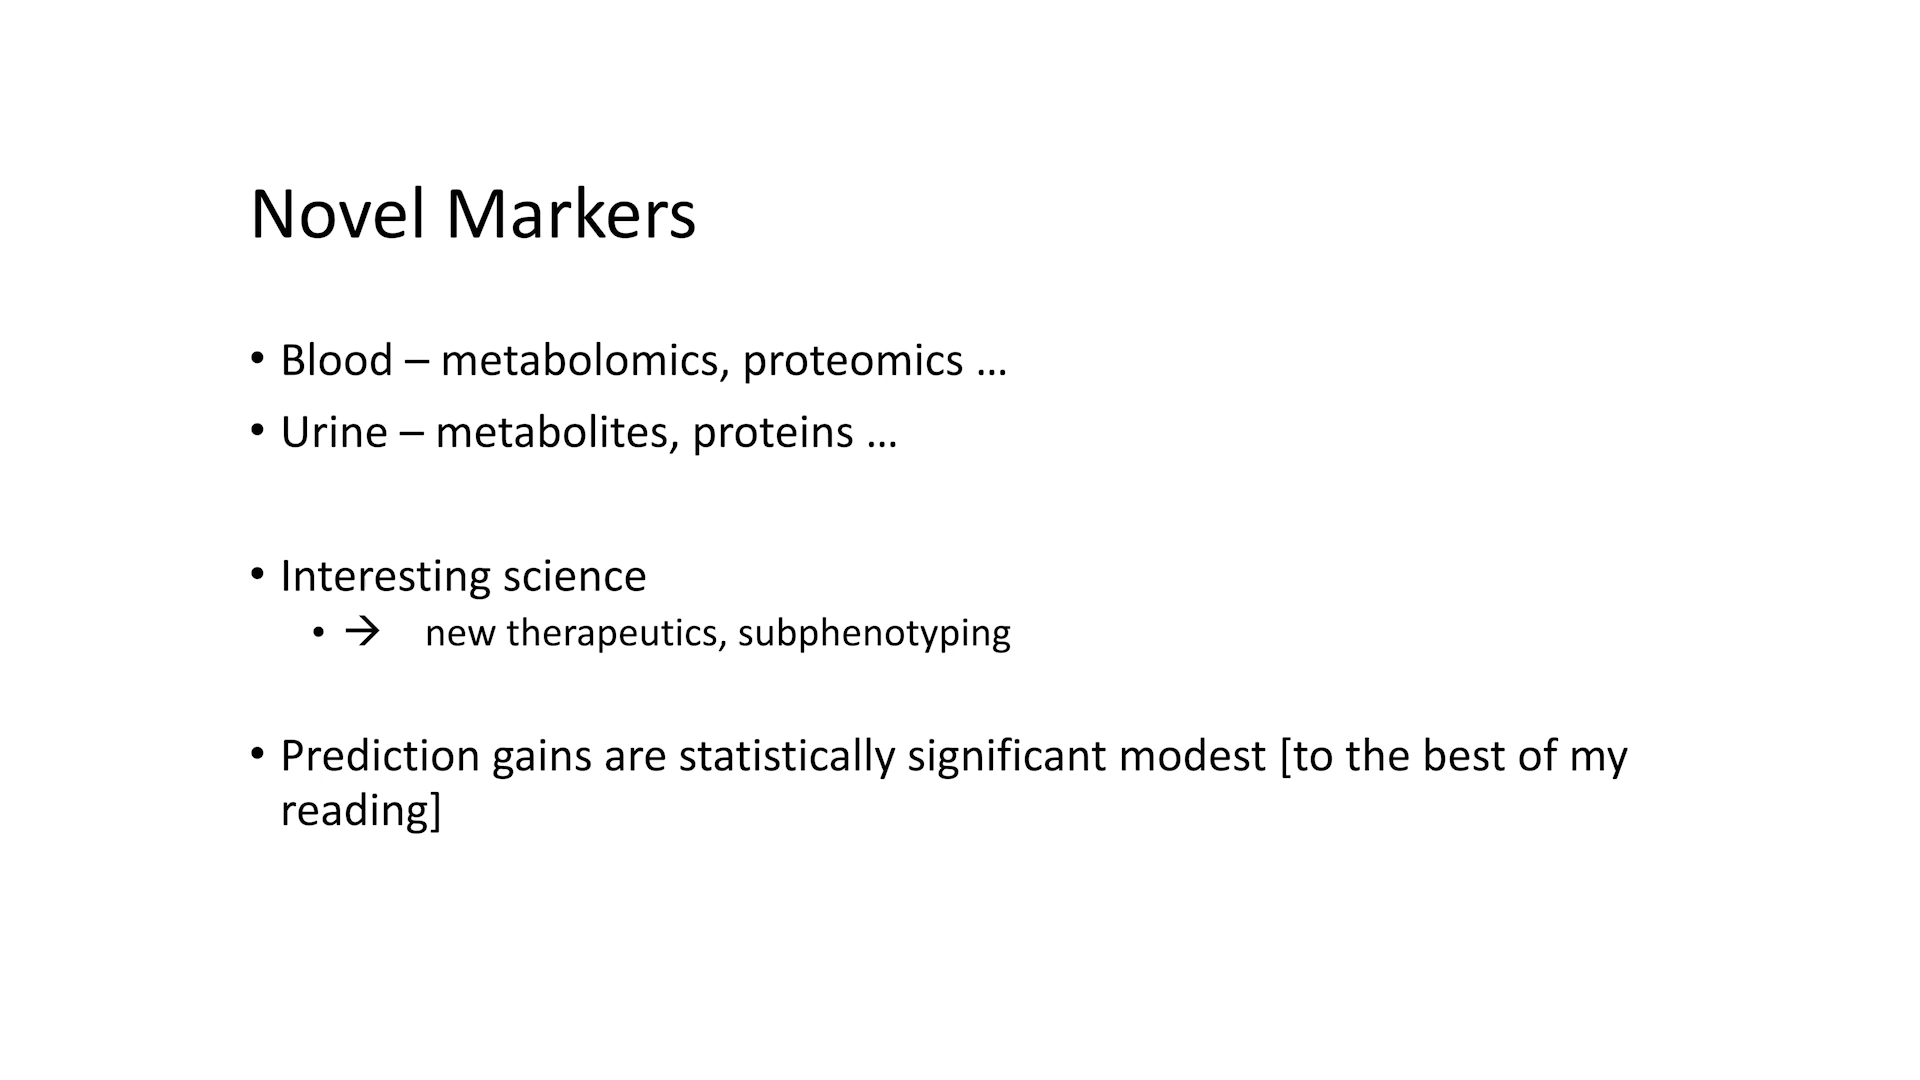 Novel Markers
• Blood – metabolomics, proteomics …
• Urine – metabolites, proteins …
• Interesting science
• → new therapeutics, subphenotyping
• Prediction gains are statistically significant modest [to the best of my
reading]